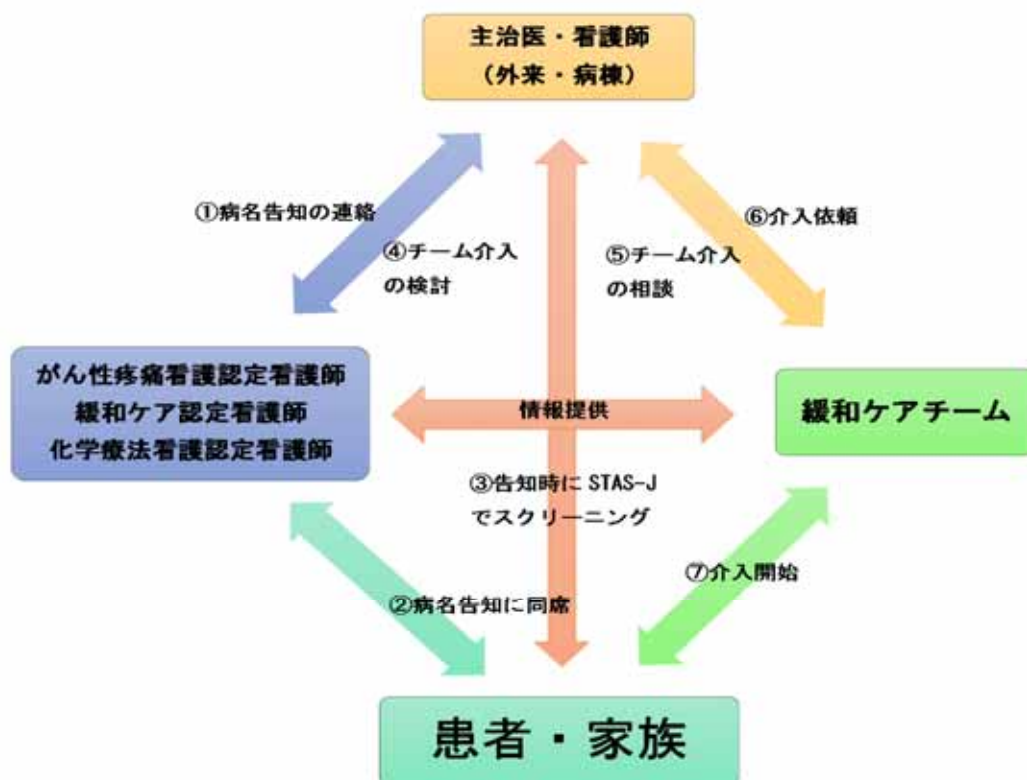 主治医・看護師
（外来・病棟）
①病名告知の連絡
④チーム介入
の検討
⑤チーム介入
の相談
⑥介入依頼
がん性疼痛看護認定看護師
緩和ケア認定看護師
化学療法看護認定看護師
情報提供
緩和ケアチーム
③告知時に STAS-J
でスクリーニング
②病名告知に同席
⑦介入開始
患者・家族